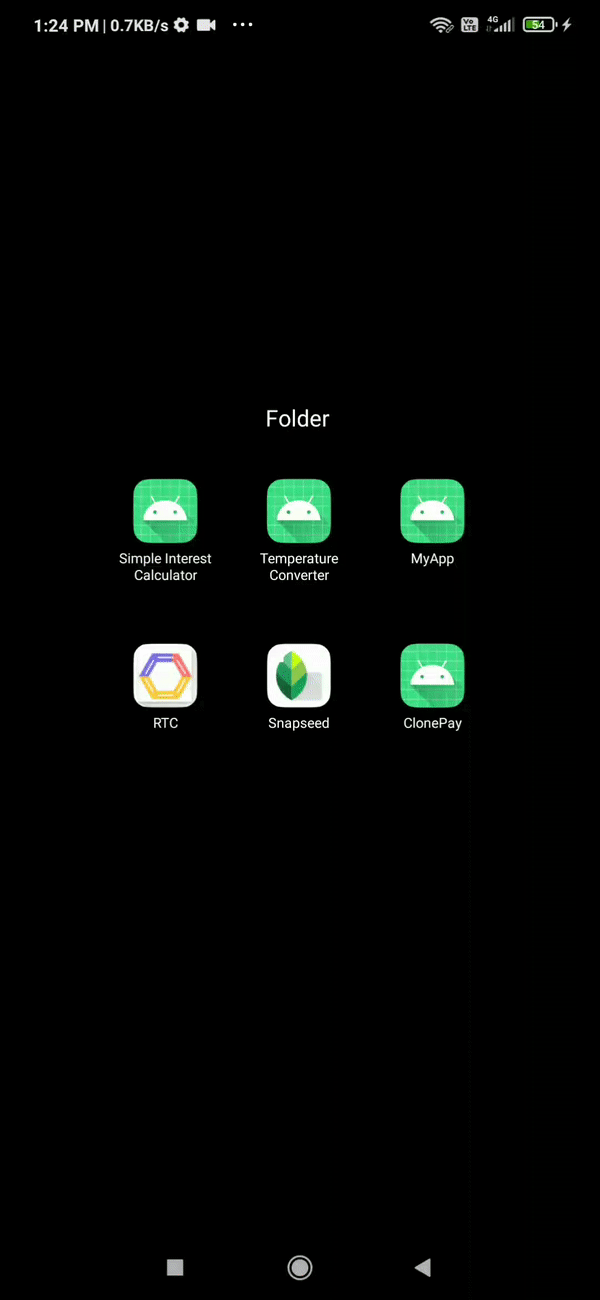 1:24 PM | 0.7KB/s ...
Vo LTE 4G 54
Folder
Simple Interest Calculator
Temperature Converter
MyApp
RTC
Snapseed
ClonePay